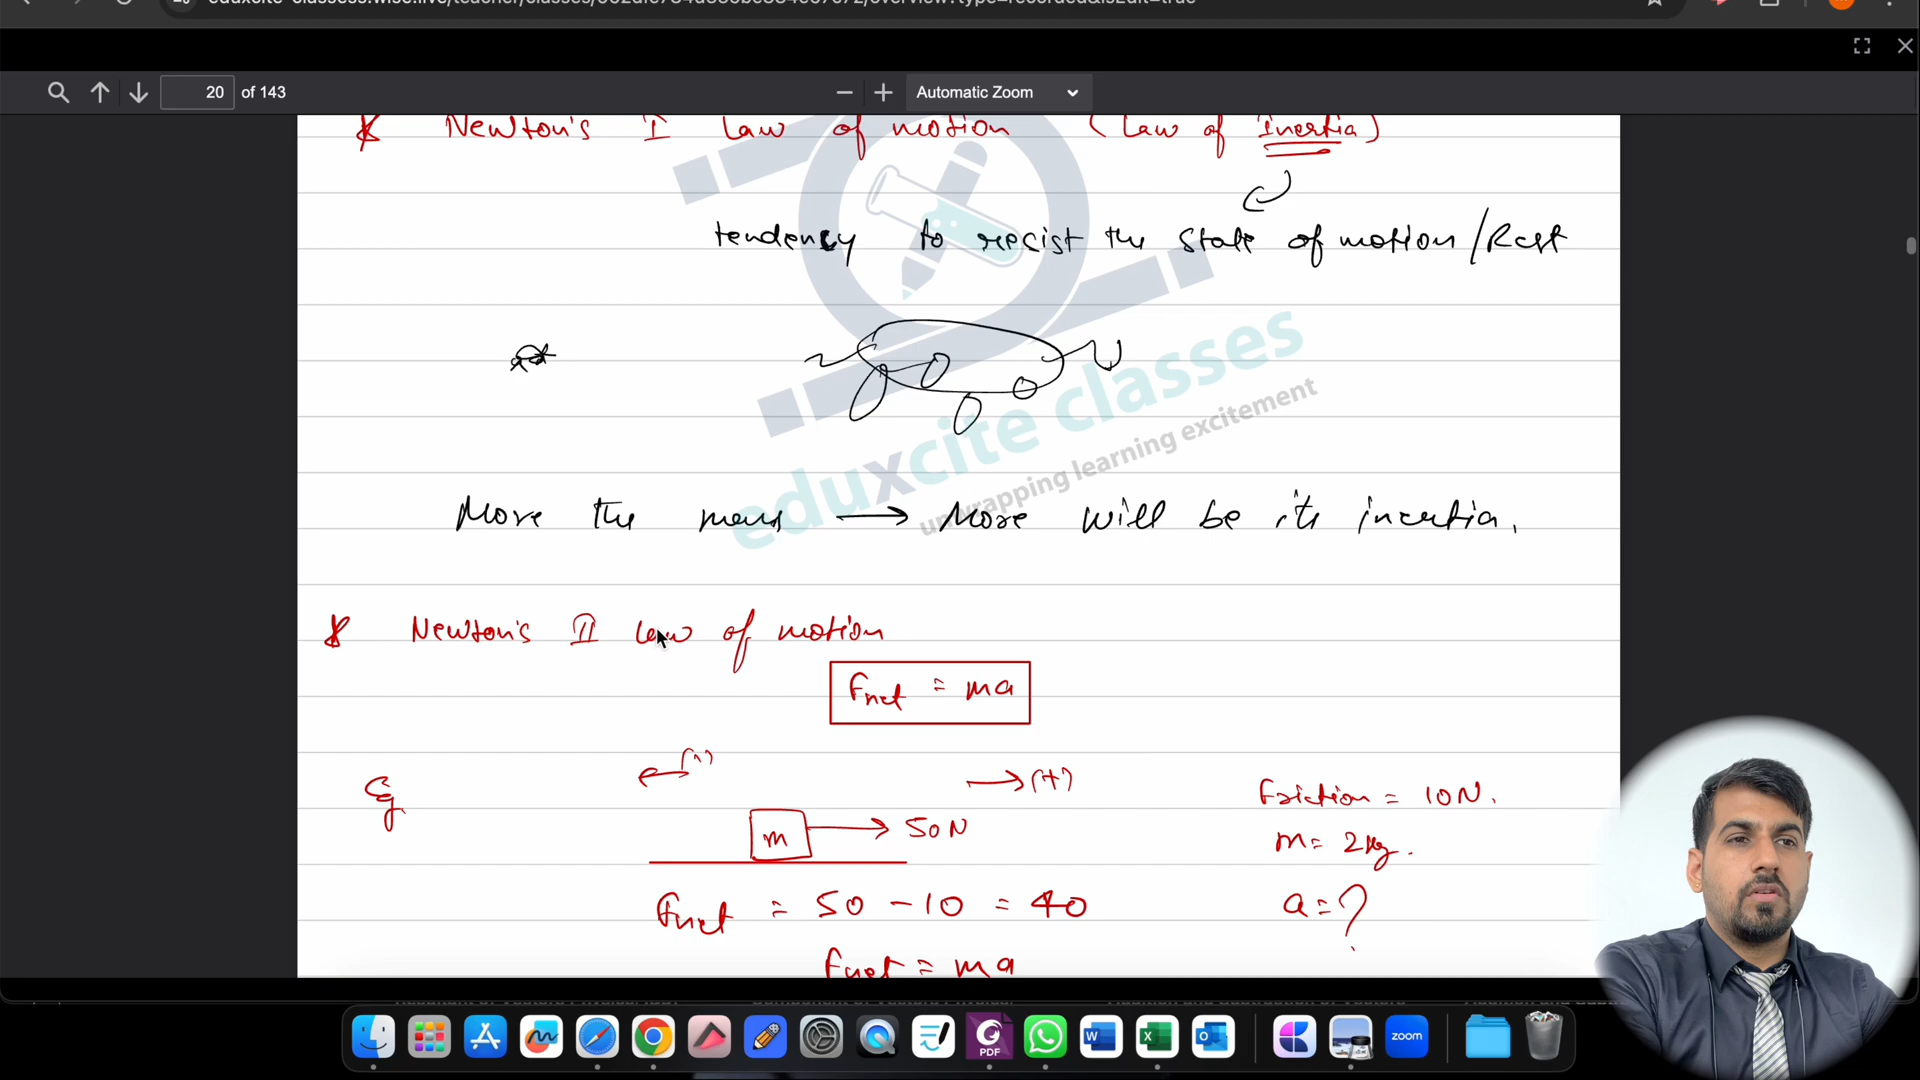 20 of 143
Automatic Zoom
Newton's I Law of motion (Law of Inertia)
tendency to resist the state of motion/Rest
eduxcite classes
unwrapping learning excitement
More the mass → More will be its inertia.
Newton's II law of motion
Fnet = ma
Eg.
(-)
→(+)
Friction = 10N.
m
50N
m = 2kg.
Fnet = 50 - 10 = 40
a = ?
Fnet = ma
PDF
zoom